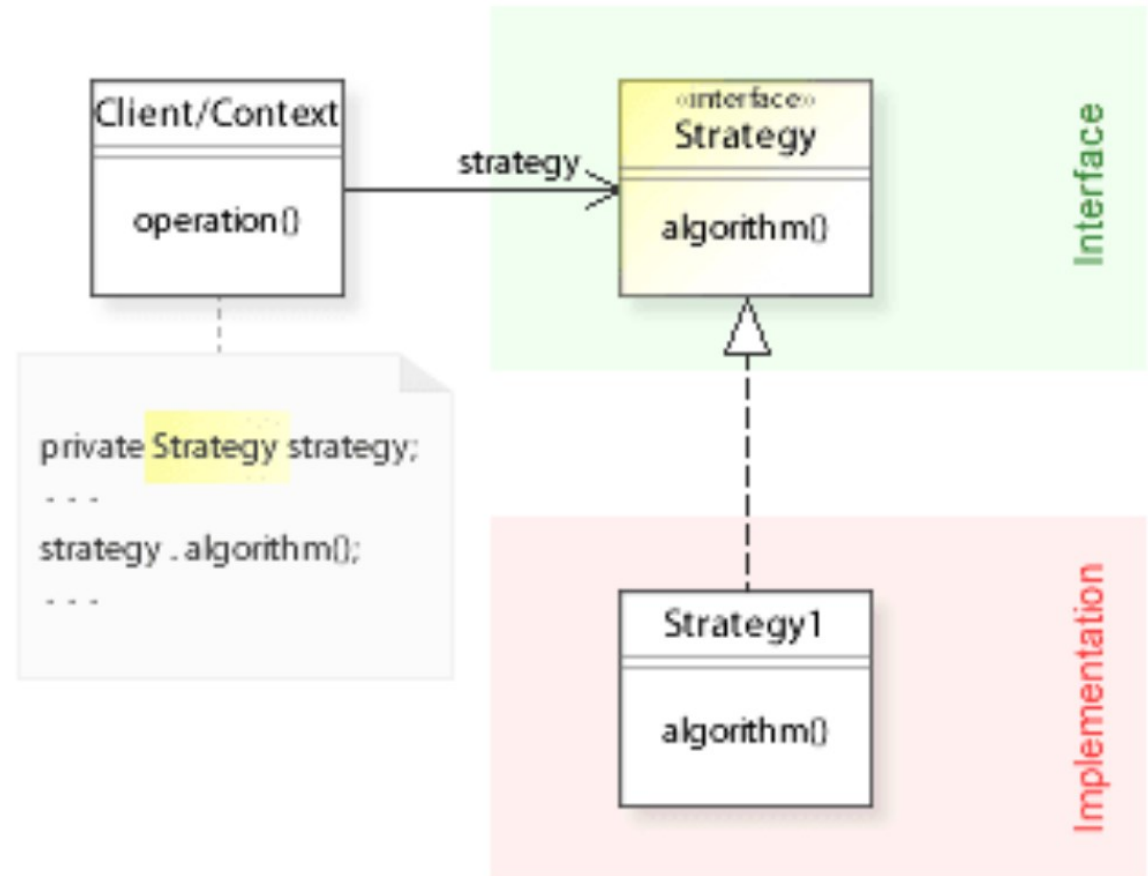 Client/Context
operation()
strategy
«interface»
Strategy
algorithm()
Interface
private Strategy strategy;
- - -
strategy . algorithm();
- - -
Strategy1
algorithm()
Implementation